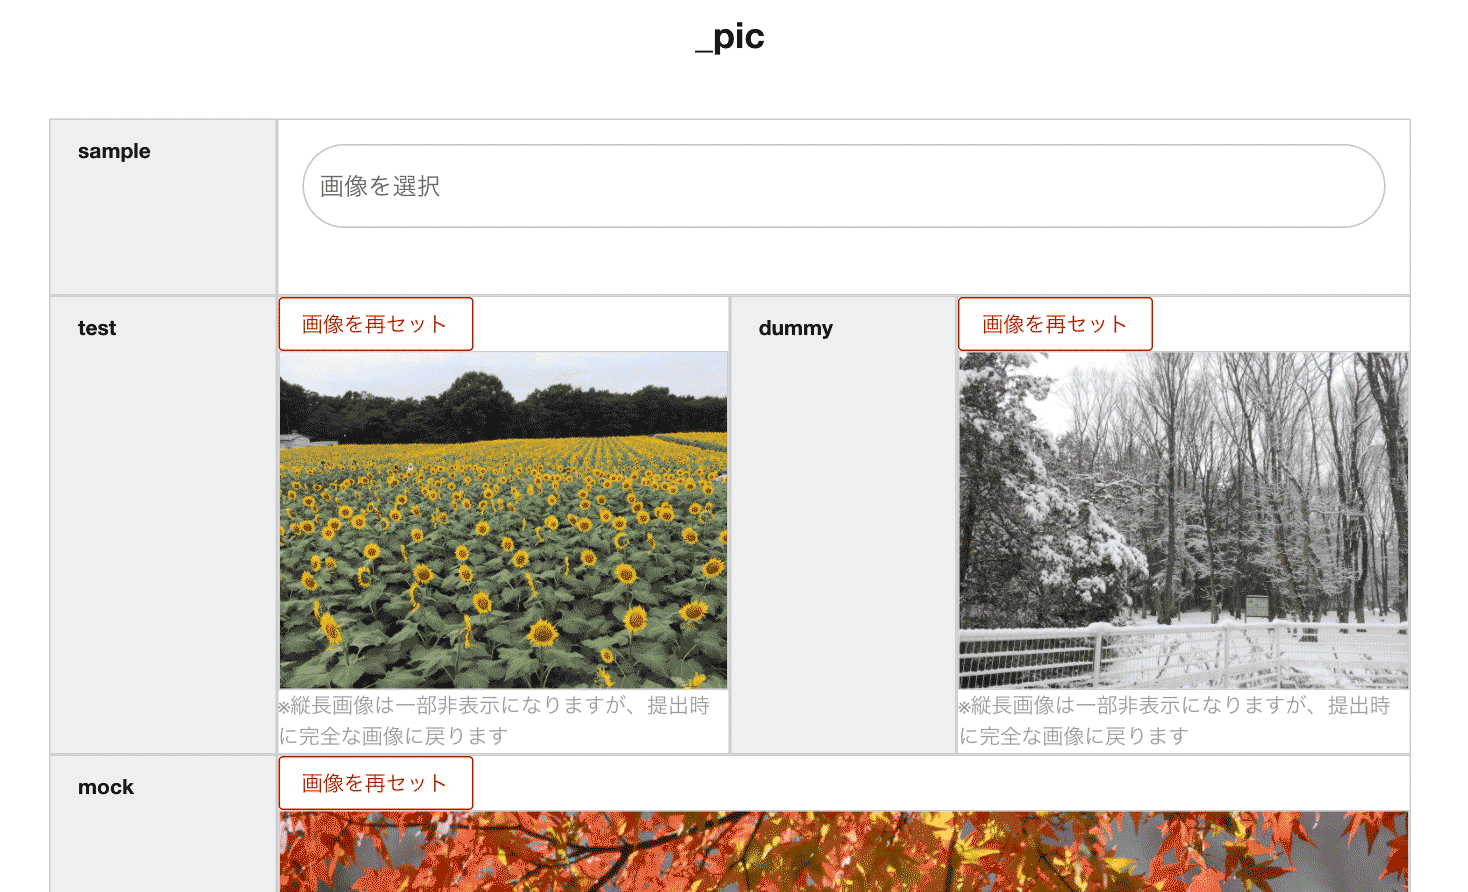 _pic
sample
画像を選択
test
画像を再セット
※縦長画像は一部非表示になりますが、提出時
に完全な画像に戻ります
dummy
画像を再セット
※縦長画像は一部非表示になりますが、提出時
に完全な画像に戻ります
mock
画像を再セット